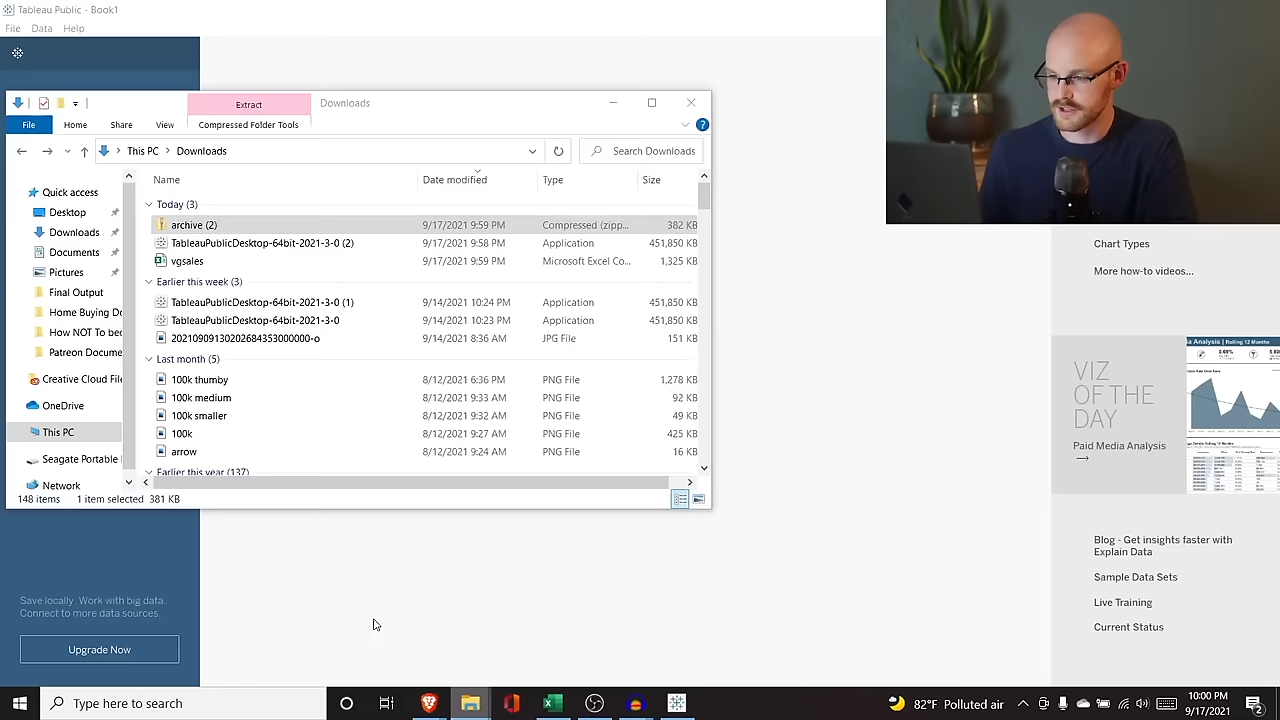 Tableau Public - Book1
File Data Help
Extract
Downloads
File Home Share View Compressed Folder Tools
This PC Downloads
Search Downloads
Name Date modified Type Size
Quick access
Desktop
Downloads
Documents
Pictures
Final Output
Home Buying Do
How NOT To bec
Patreon Docume
Creative Cloud File
OneDrive
This PC
Seagate Portable
Network
Today (3)
archive (2) 9/17/2021 9:59 PM Compressed (zipp... 382 KB
TableauPublicDesktop-64bit-2021-3-0 (2) 9/17/2021 9:58 PM Application 451,850 KB
vgsales 9/17/2021 9:59 PM Microsoft Excel Co... 1,325 KB
Earlier this week (3)
TableauPublicDesktop-64bit-2021-3-0 (1) 9/14/2021 10:24 PM Application 451,850 KB
TableauPublicDesktop-64bit-2021-3-0 9/14/2021 10:23 PM Application 451,850 KB
20210909130202684353000000-o 9/14/2021 8:36 AM JPG File 151 KB
Last month (5)
100k thumby 8/12/2021 6:36 PM PNG File 1,278 KB
100k medium 8/12/2021 9:33 AM PNG File 92 KB
100k smaller 8/12/2021 9:32 AM PNG File 49 KB
100k 8/12/2021 9:27 AM PNG File 425 KB
arrow 8/12/2021 9:27 AM PNG File 16 KB
Earlier this year (137)
148 items 1 item selected 381 KB
Save locally. Work with big data.
Connect to more data sources.
Upgrade Now
Chart Types
More how-to videos...
VIZ
OF THE
DAY
Paid Media Analysis
ia Analysis | Rolling 12 Months
Blog - Get insights faster with
Explain Data
Sample Data Sets
Live Training
Current Status
Type here to search
82°F Polluted air
10:00 PM
9/17/2021
2